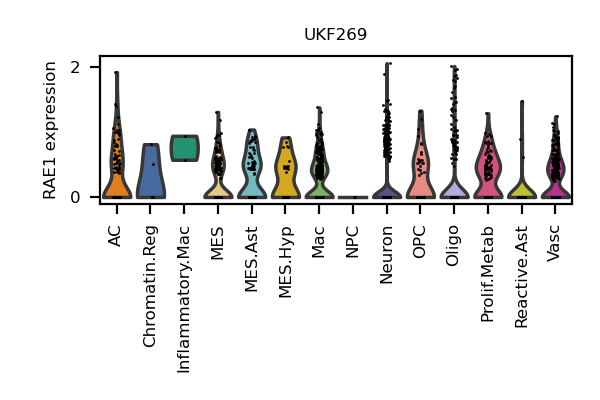 UKF269
RAE1 expression
2
0
AC
Chromatin.Reg
Inflammatory.Mac
MES
MES.Ast
MES.Hyp
Mac
NPC
Neuron
OPC
Oligo
Prolif.Metab
Reactive.Ast
Vasc